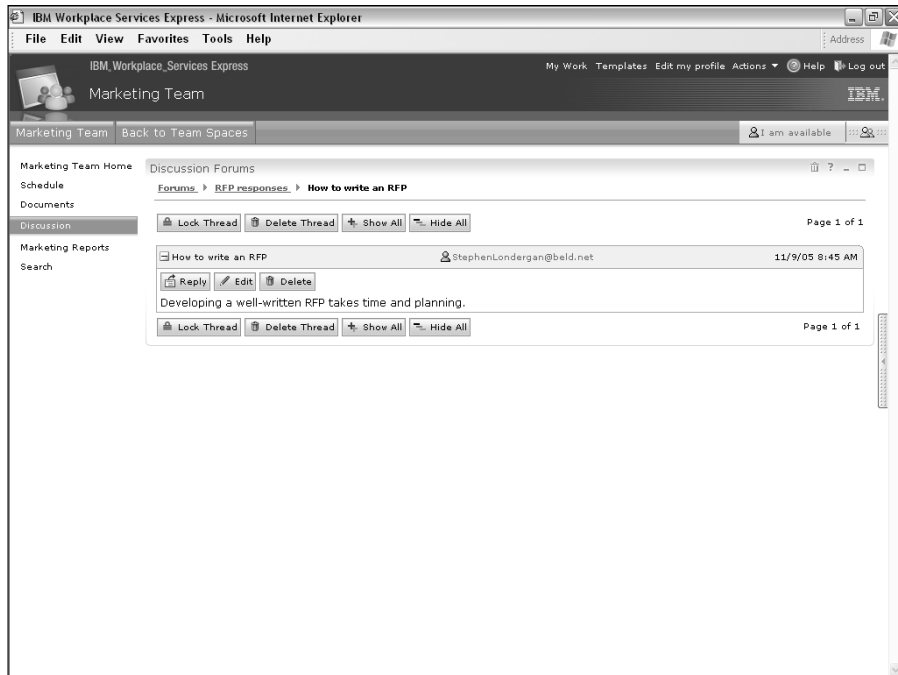 IBM Workplace Services Express - Microsoft Internet Explorer
File Edit View Favorites Tools Help Address
IBM_Workplace_Services Express My Work Templates Edit my profile Actions Help Log out
Marketing Team IBM.
Marketing Team Back to Team Spaces I am available
Marketing Team Home
Schedule
Documents
Discussion
Marketing Reports
Search
Discussion Forums ?
Forums RFP responses How to write an RFP
Lock Thread Delete Thread Show All Hide All Page 1 of 1
How to write an RFP StephenLondergan@beld.net 11/9/05 8:45 AM
Reply Edit Delete
Developing a well-written RFP takes time and planning.
Lock Thread Delete Thread Show All Hide All Page 1 of 1